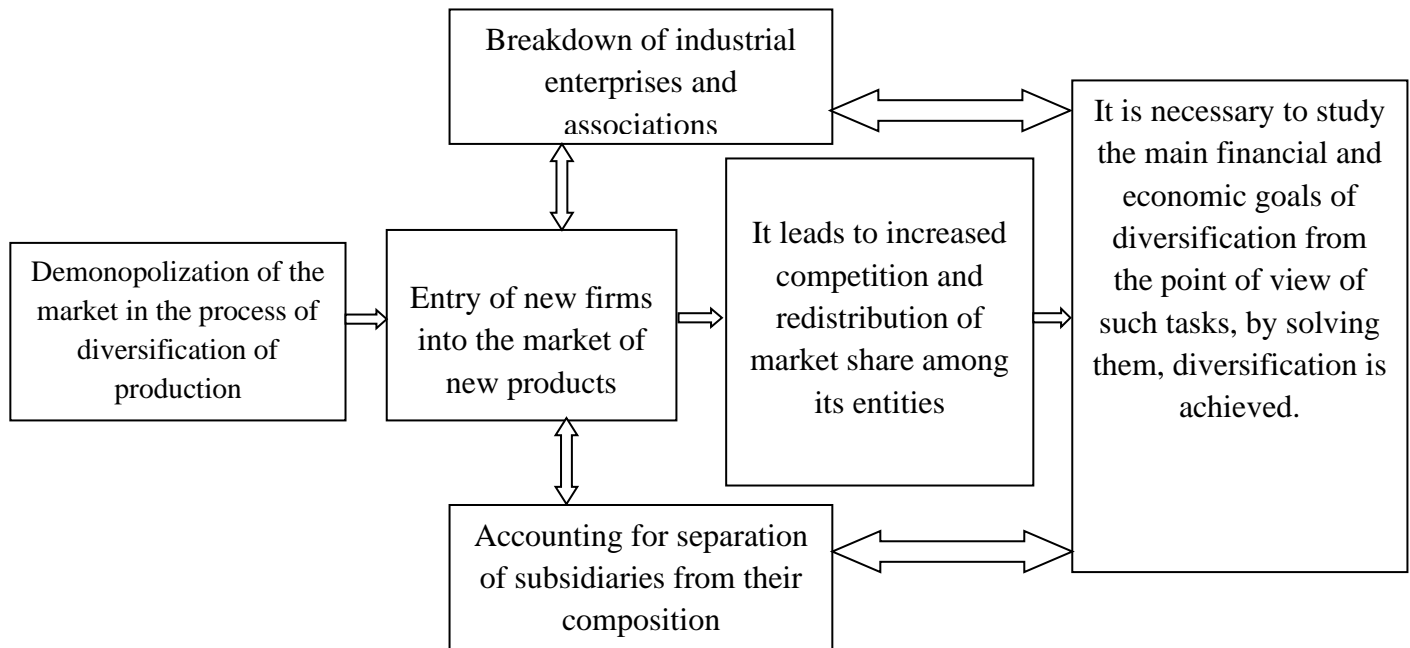 Breakdown of industrial
enterprises and
associations
Demonopolization of the
market in the process of
diversification of
production
Entry of new firms
into the market of
new products
It leads to increased
competition and
redistribution of
market share among
its entities
It is necessary to study
the main financial and
economic goals of
diversification from
the point of view of
such tasks, by solving
them, diversification is
achieved.
Accounting for separation
of subsidiaries from their
composition